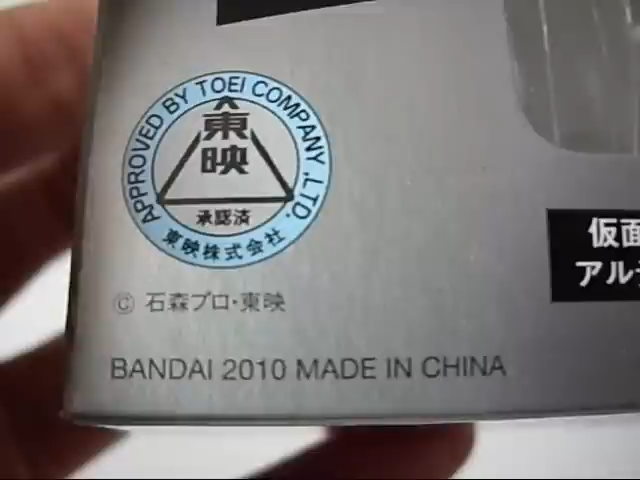 APPROVED BY TOEI COMPANY, LTD.
東映
承認済
東映株式会社
© 石森プロ・東映
BANDAI 2010 MADE IN CHINA
仮面
アル